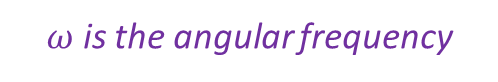 ω is the angular frequency